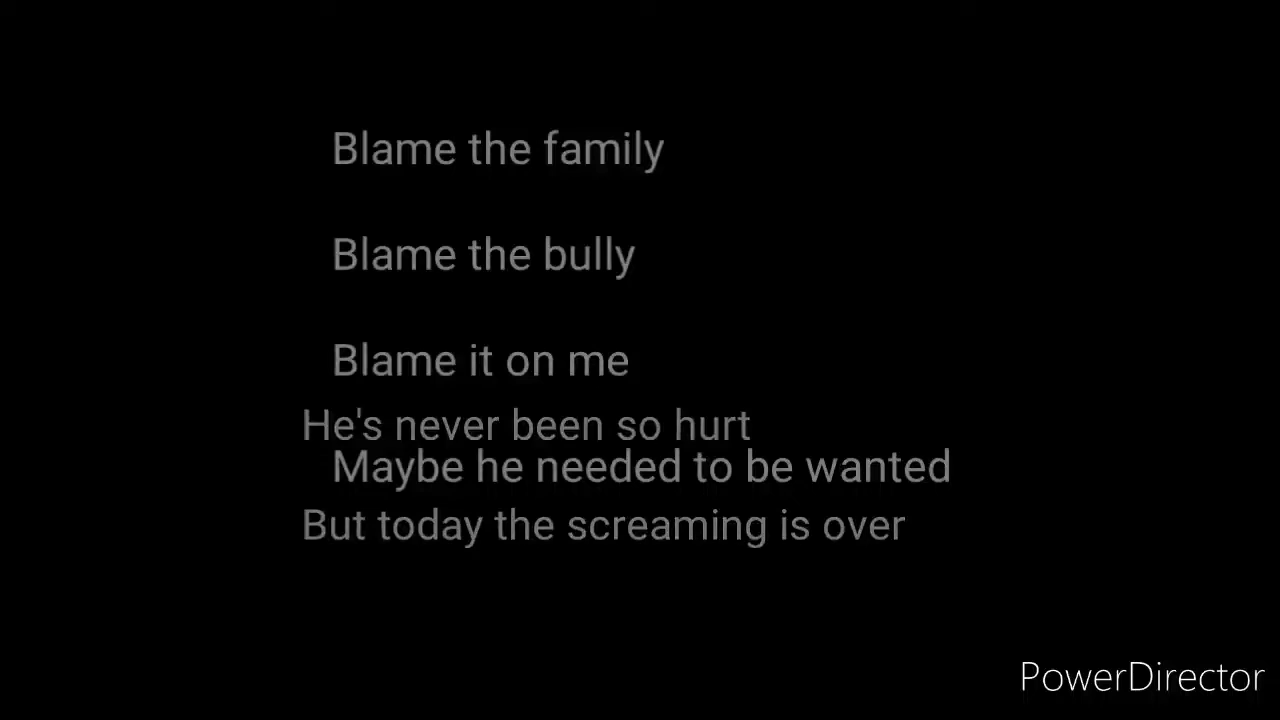 Blame the family
Blame the bully
Blame it on me
He's never been so hurt
Maybe he needed to be wanted
But today the screaming is over
PowerDirector